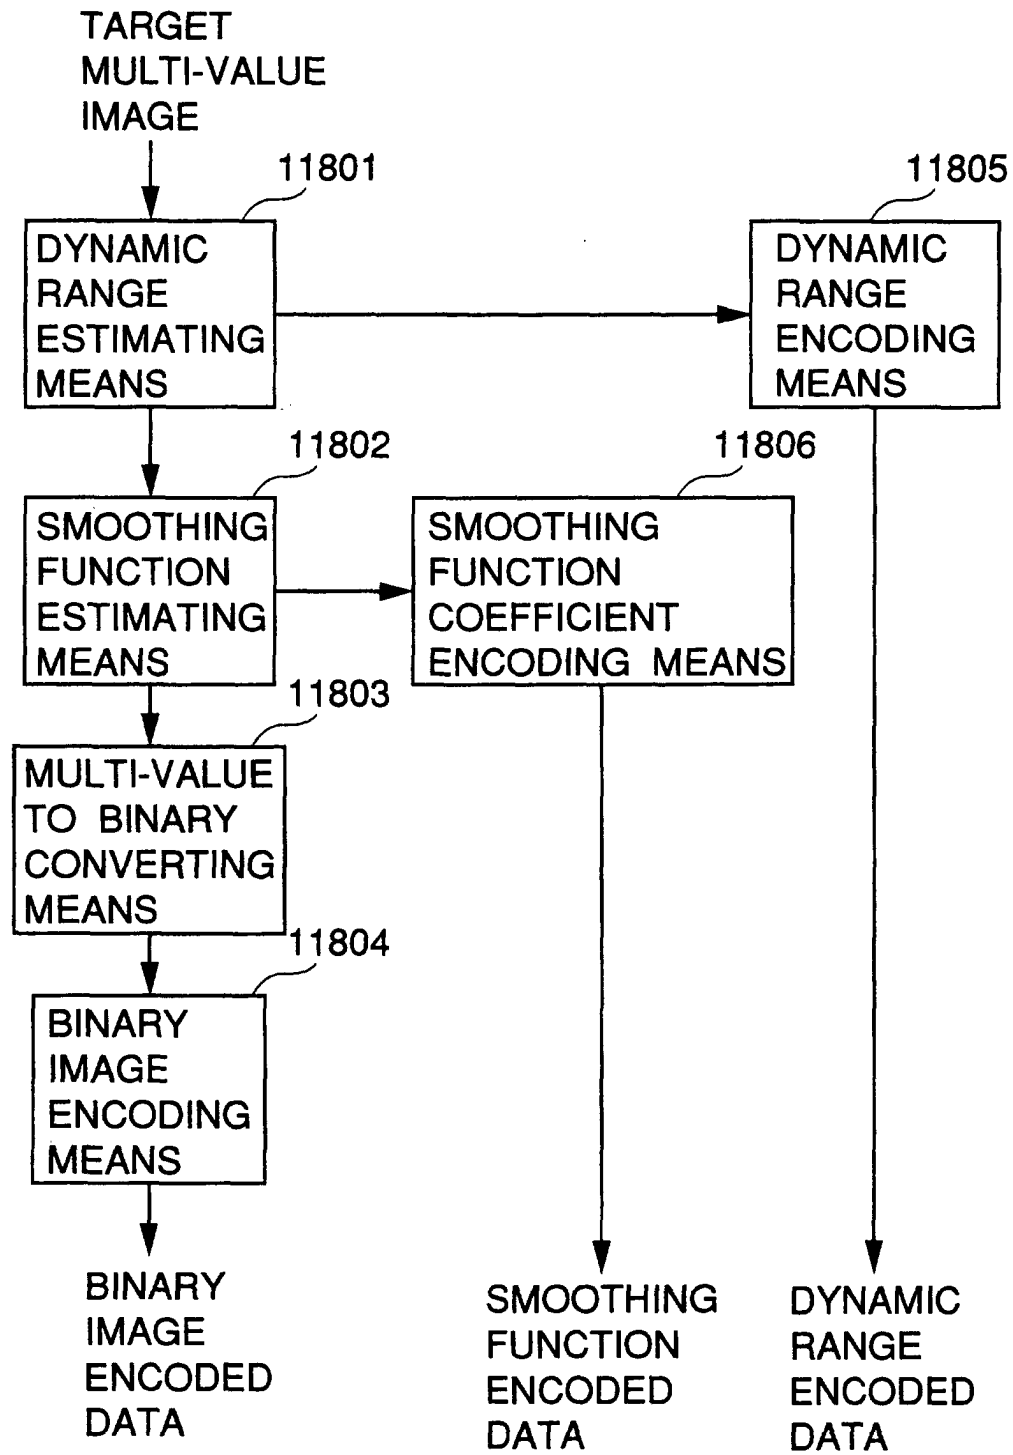 TARGET
MULTI-VALUE
IMAGE
11801
DYNAMIC
RANGE
ESTIMATING
MEANS
11805
DYNAMIC
RANGE
ENCODING
MEANS
11802
SMOOTHING
FUNCTION
ESTIMATING
MEANS
11806
SMOOTHING
FUNCTION
COEFFICIENT
ENCODING MEANS
11803
MULTI-VALUE
TO BINARY
CONVERTING
MEANS
11804
BINARY
IMAGE
ENCODING
MEANS
BINARY
IMAGE
ENCODED
DATA
SMOOTHING
FUNCTION
ENCODED
DATA
DYNAMIC
RANGE
ENCODED
DATA